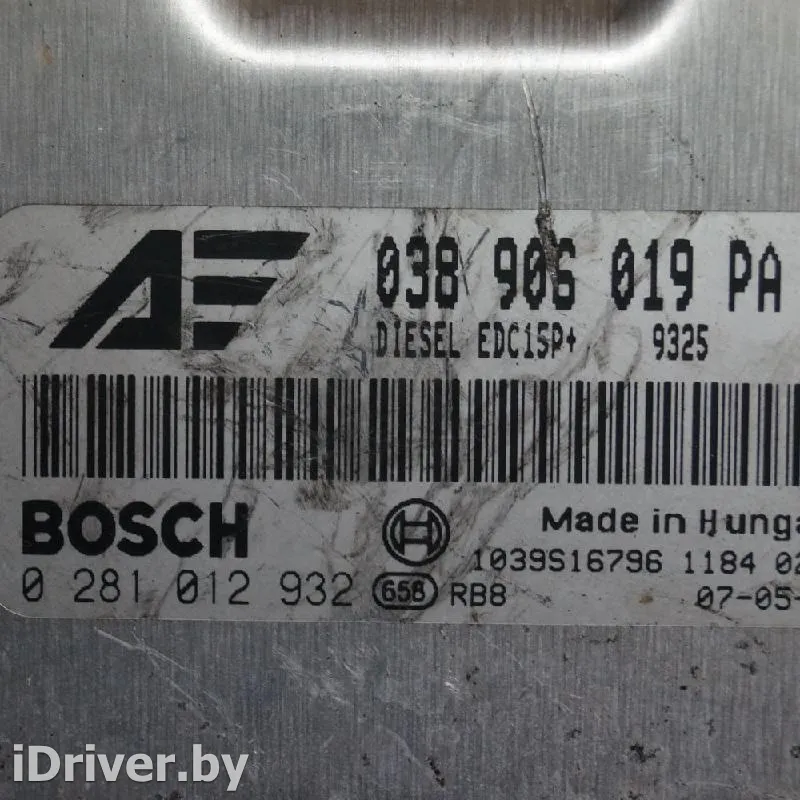 AE 038 906 019 PA
DIESEL EDC15P+ 9325
BOSCH Made in Hunga
1039S16796 1184 02
0 281 012 932 658 RB8 07-05-
iDriver.by